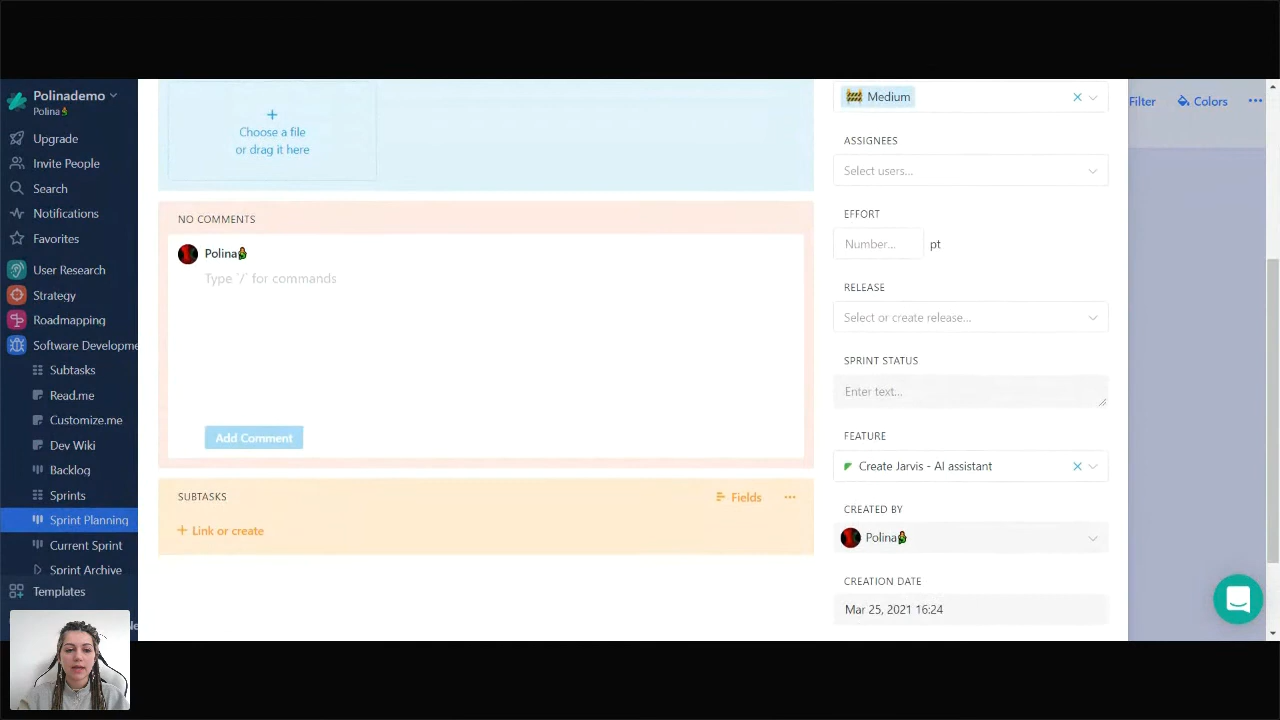 Polinademo
Polina
Upgrade
Invite People
Search
Notifications
Favorites
User Research
Strategy
Roadmapping
Software Developme
Subtasks
Read.me
Customize.me
Dev Wiki
Backlog
Sprints
Sprint Planning
Current Sprint
Sprint Archive
Templates
+
Choose a file
or drag it here
NO COMMENTS
Polina
Type '/' for commands
Add Comment
SUBTASKS
Fields
+ Link or create
Medium
ASSIGNEES
Select users...
EFFORT
Number...
pt
RELEASE
Select or create release...
SPRINT STATUS
Enter text...
FEATURE
Create Jarvis - AI assistant
CREATED BY
Polina
CREATION DATE
Mar 25, 2021 16:24
Filter
Colors